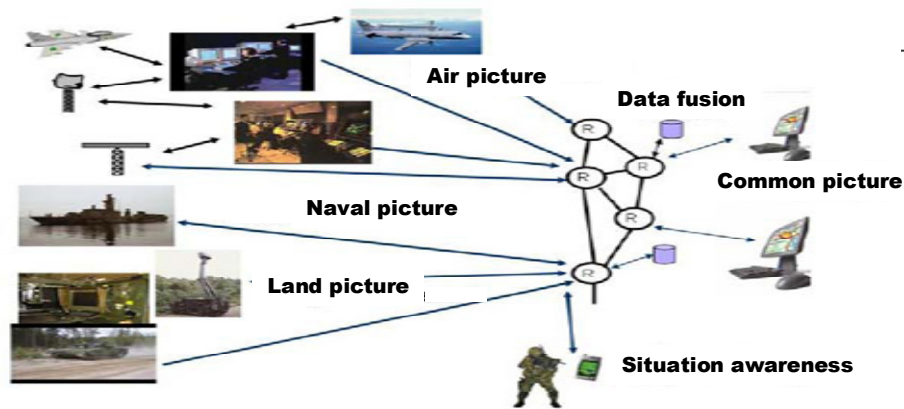 Air picture
Data fusion
R
R
R
Common picture
Naval picture
R
R
Land picture
Situation awareness